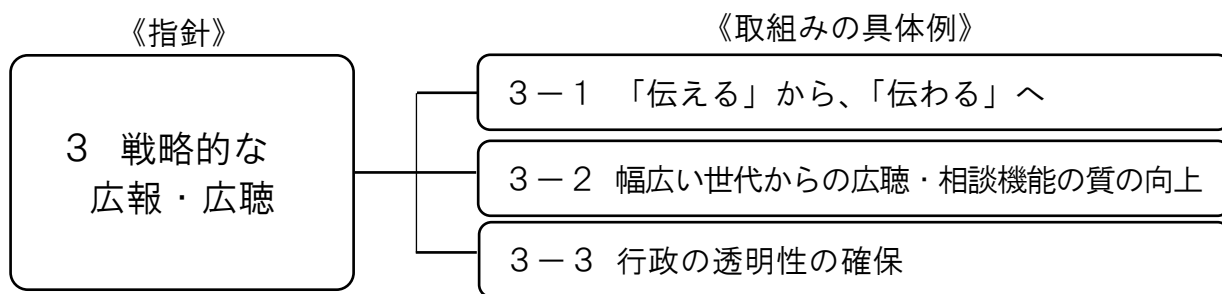 《指針》
《取組みの具体例》
3 戦略的な
広報・広聴
3－1 「伝える」から、「伝わる」へ
3－2 幅広い世代からの広聴・相談機能の質の向上
3－3 行政の透明性の確保